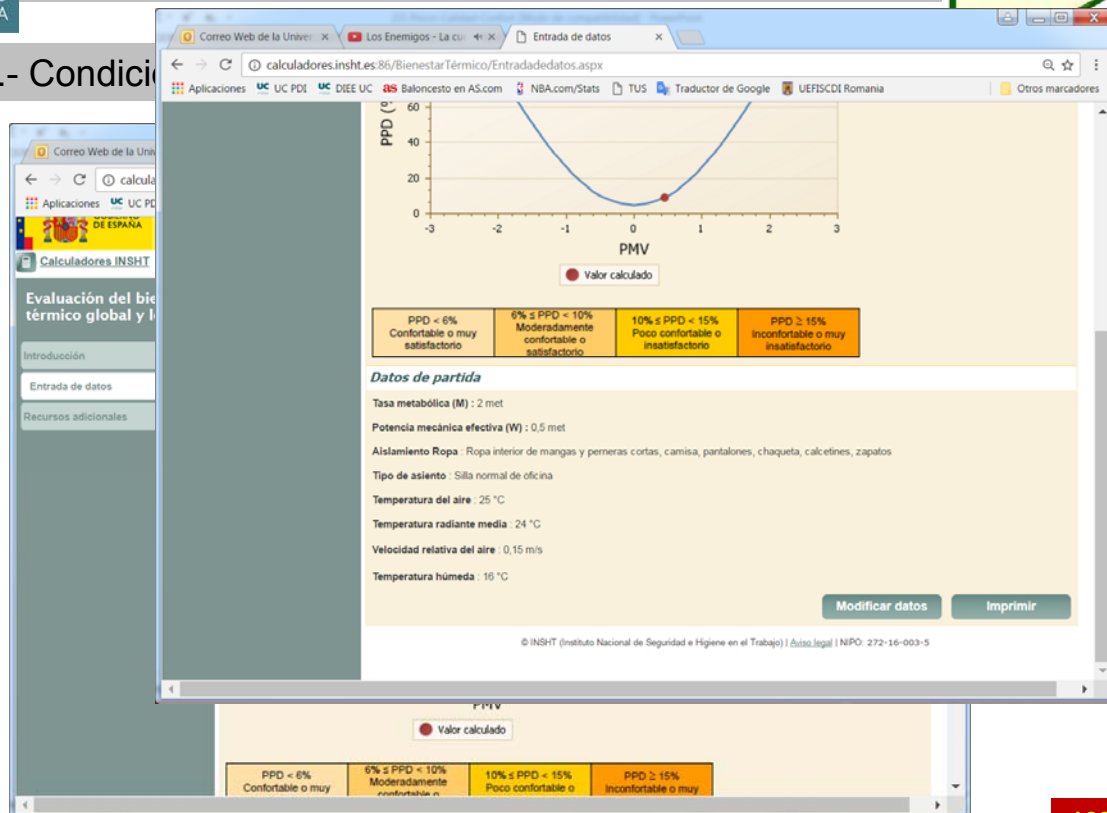 A
.- Condici
Correo Web de la Univer
Los Enemigos - La cu
Entrada de datos
calculadores.insht.es:86/BienestarTérmico/Entradadedatos.aspx
Aplicaciones UC UC PDI UC DIEE UC as Baloncesto en AS.com NBA.com/Stats TUS Traductor de Google UEFISCDI Romania Otros marcadores
PPD (%
60
40
20
0
-3 -2 -1 0 1 2 3
PMV
Valor calculado
PPD < 6%
Confortable o muy
satisfactorio
6% ≤ PPD < 10%
Moderadamente
confortable o
satisfactorio
10% ≤ PPD < 15%
Poco confortable o
insatisfactorio
PPD ≥ 15%
Inconfortable o muy
insatisfactorio
Datos de partida
Tasa metabólica (M) : 2 met
Potencia mecánica efectiva (W) : 0,5 met
Aislamiento Ropa : Ropa interior de mangas y perneras cortas, camisa, pantalones, chaqueta, calcetines, zapatos
Tipo de asiento : Silla normal de oficina
Temperatura del aire : 25 °C
Temperatura radiante media : 24 °C
Velocidad relativa del aire : 0,15 m/s
Temperatura húmeda : 16 °C
Modificar datos Imprimir
© INSHT (Instituto Nacional de Seguridad e Higiene en el Trabajo) | Aviso legal | NIPO: 272-16-003-5
Correo Web de la Univ
calcula
Aplicaciones UC UC PD
DE ESPAÑA
Calculadores INSHT
Evaluación del bie
térmico global y l
Introducción
Entrada de datos
Recursos adicionales
PMV
Valor calculado
PPD < 6%
Confortable o muy
6% ≤ PPD < 10%
Moderadamente
confortable o
10% ≤ PPD < 15%
Poco confortable o
PPD ≥ 15%
Inconfortable o muy